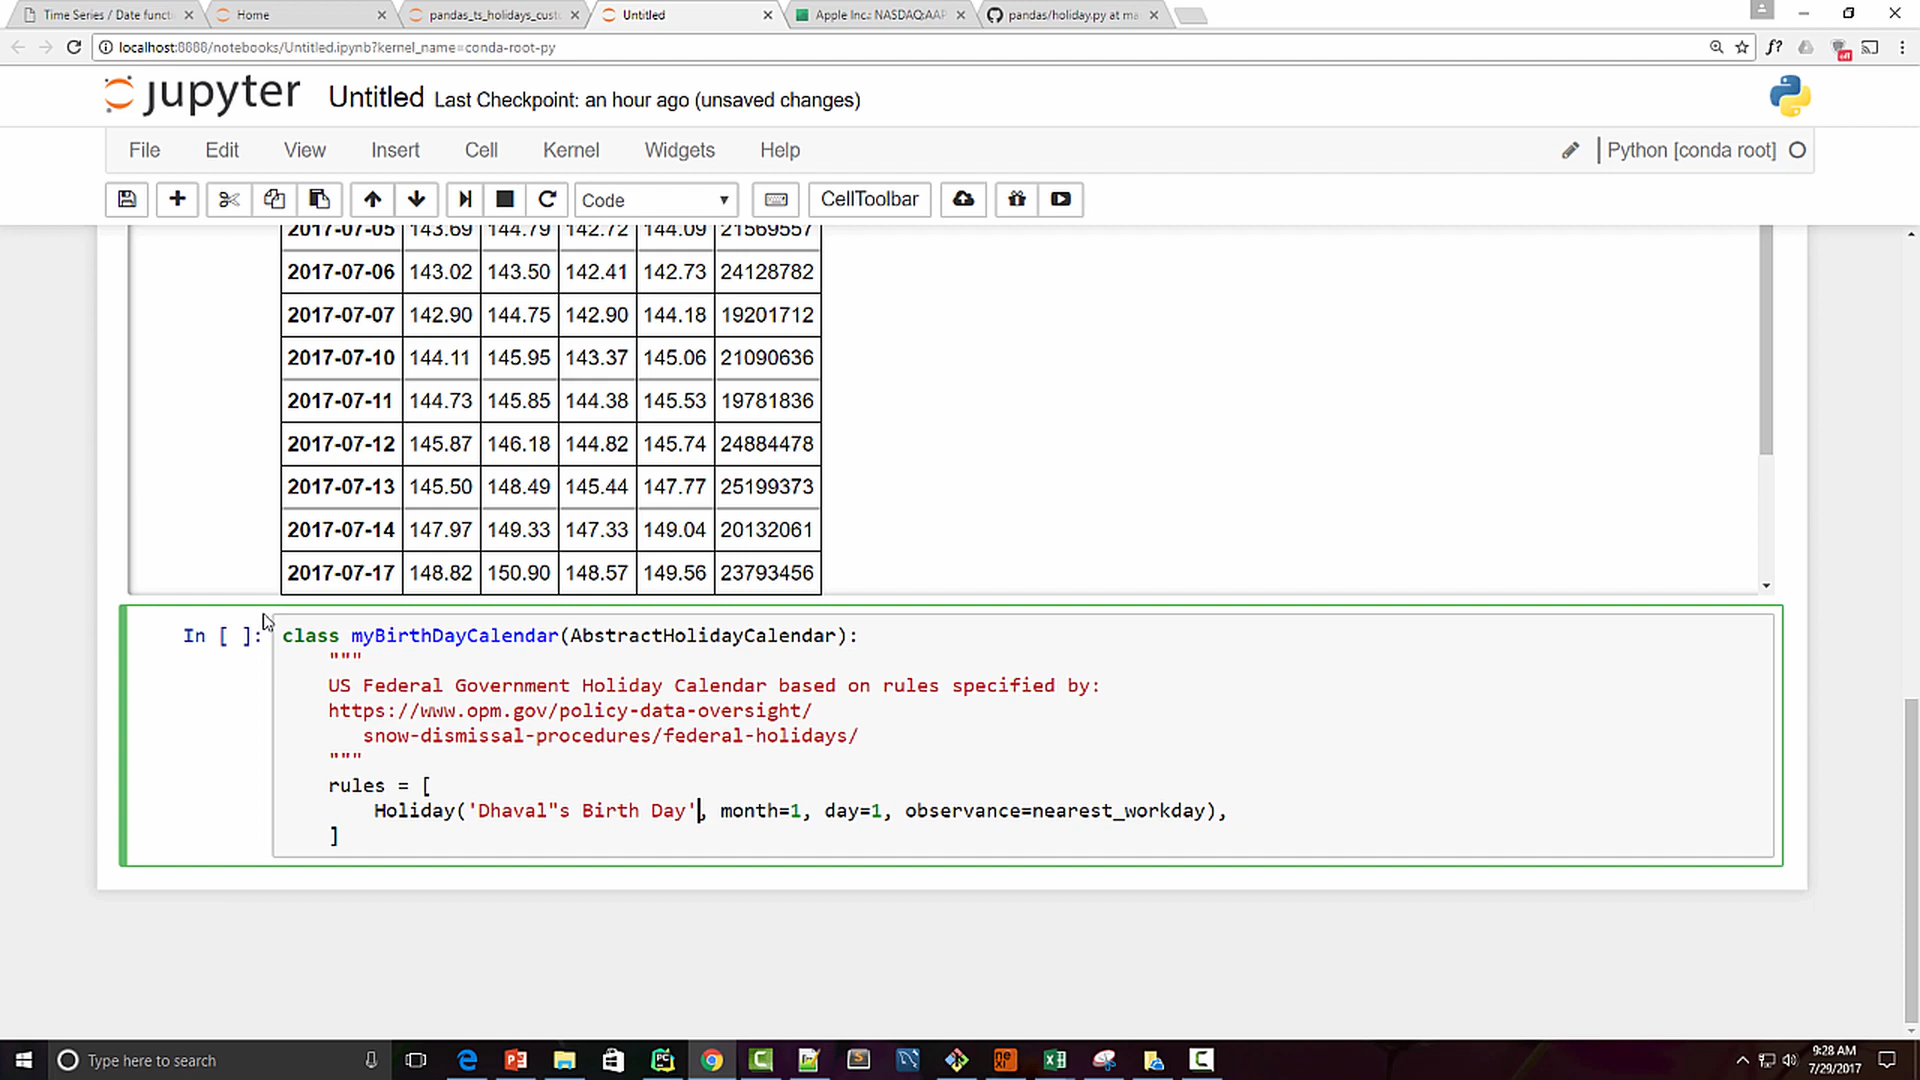 Time Series / Date functi
Home
pandas_ts_holidays_cust
Untitled
Apple Inc.: NASDAQ:AAP
pandas/holiday.py at ma
localhost:8888/notebooks/Untitled.ipynb?kernel_name=conda-root-py
f?
off
jupyter Untitled Last Checkpoint: an hour ago (unsaved changes)
File Edit View Insert Cell Kernel Widgets Help Python [conda root]
Code CellToolbar
2017-07-05 143.69 144.79 142.72 144.09 21569557
2017-07-06 143.02 143.50 142.41 142.73 24128782
2017-07-07 142.90 144.75 142.90 144.18 19201712
2017-07-10 144.11 145.95 143.37 145.06 21090636
2017-07-11 144.73 145.85 144.38 145.53 19781836
2017-07-12 145.87 146.18 144.82 145.74 24884478
2017-07-13 145.50 148.49 145.44 147.77 25199373
2017-07-14 147.97 149.33 147.33 149.04 20132061
2017-07-17 148.82 150.90 148.57 149.56 23793456
In [ ]: class myBirthDayCalendar(AbstractHolidayCalendar):
"""
US Federal Government Holiday Calendar based on rules specified by:
https://www.opm.gov/policy-data-oversight/
snow-dismissal-procedures/federal-holidays/
"""
rules = [
Holiday('Dhaval"s Birth Day', month=1, day=1, observance=nearest_workday),
]
Type here to search
9:28 AM
7/29/2017